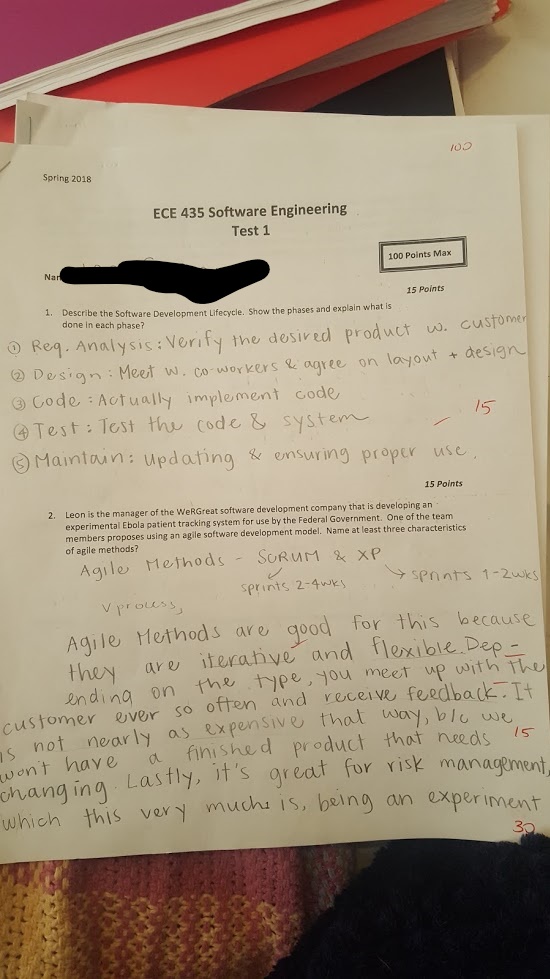 100
Spring 2018
ECE 435 Software Engineering
Test 1
100 Points Max
Nam
15 Points
1. Describe the Software Development Lifecycle. Show the phases and explain what is
done in each phase?
① Req. Analysis: Verify the desired product w. customer
② Design: Meet w. co-workers & agree on layout + design
③ Code: Actually implement code
④ Test: Test the code & system
15
⑤ Maintain: updating & ensuring proper use.
15 Points
2. Leon is the manager of the WeRGreat software development company that is developing an
experimental Ebola patient tracking system for use by the Federal Government. One of the team
members proposes using an agile software development model. Name at least three characteristics
of agile methods?
Agile Methods - SCRUM & XP
sprints 2-4wks
sprints 1-2wks
V process,
Agile Methods are good for this because
they are iterative and flexible. Dep-
ending on the type, you meet up with the
customer ever so often and receive feedback. It
is not nearly as expensive that way, b/c we
15
won't have a finished product that needs
changing. Lastly, it's great for risk management,
which this very much is, being an experiment
30